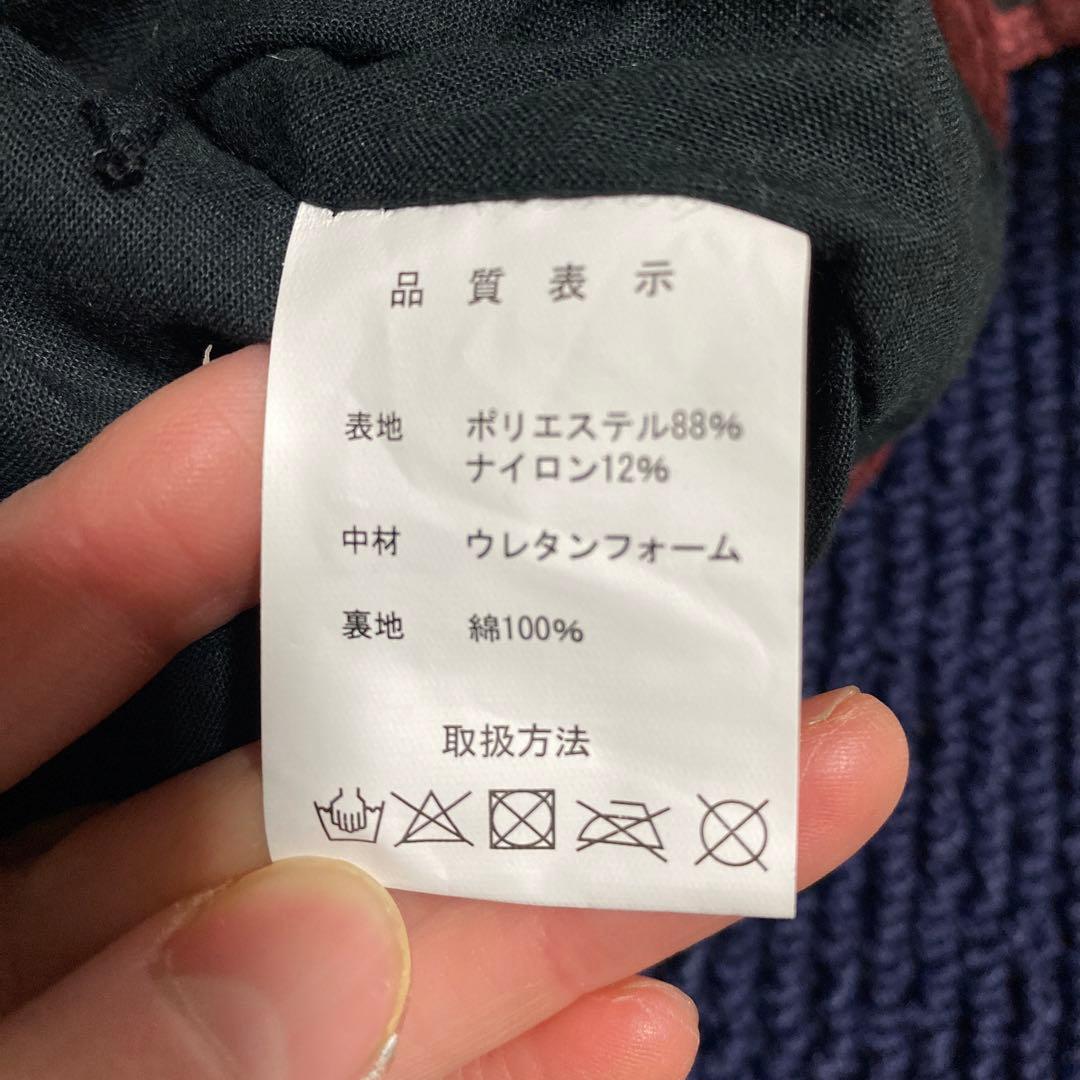 品質表示
表地 ポリエステル88%
ナイロン12%
中材 ウレタンフォーム
裏地 綿100%
取扱方法